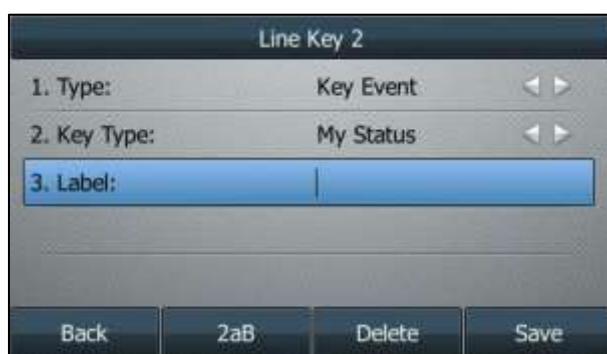 Line Key 2
1. Type: Key Event
2. Key Type: My Status
3. Label:
Back 2aB Delete Save